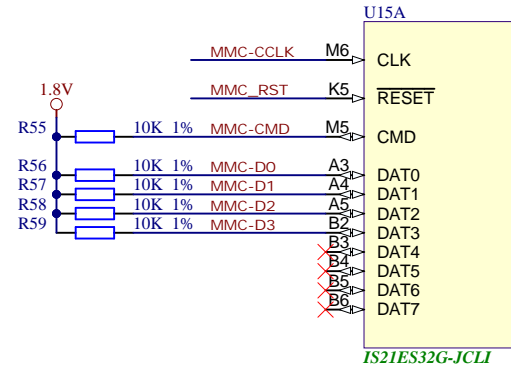 U15A
MMC-CCLK M6 CLK
1.8V
MMC_RST K5 RESET
R55 10K 1% MMC-CMD M5 CMD
R56 10K 1% MMC-D0 A3 DAT0
R57 10K 1% MMC-D1 A4 DAT1
R58 10K 1% MMC-D2 A5 DAT2
R59 10K 1% MMC-D3 B2 DAT3
B3 DAT4
B4 DAT5
B5 DAT6
B6 DAT7
IS21ES32G-JCLI